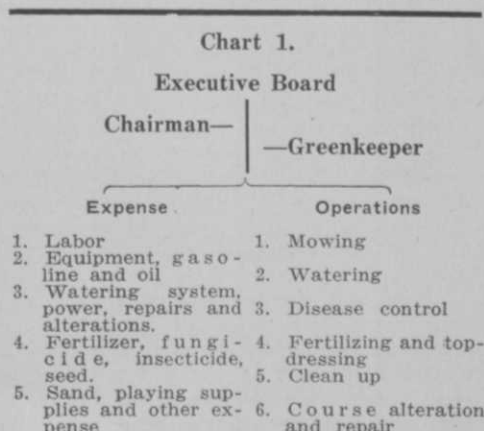 Chart 1.
Executive Board
Chairman—
—Greenkeeper
Expense
1. Labor
2. Equipment, gaso-
line and oil
3. Watering system,
power, repairs and
alterations.
4. Fertilizer, fungi-
cide, insecticide,
seed.
5. Sand, playing sup-
plies and other ex-
pense
Operations
1. Mowing
2. Watering
3. Disease control
4. Fertilizing and top-
dressing
5. Clean up
6. Course alteration
and repair